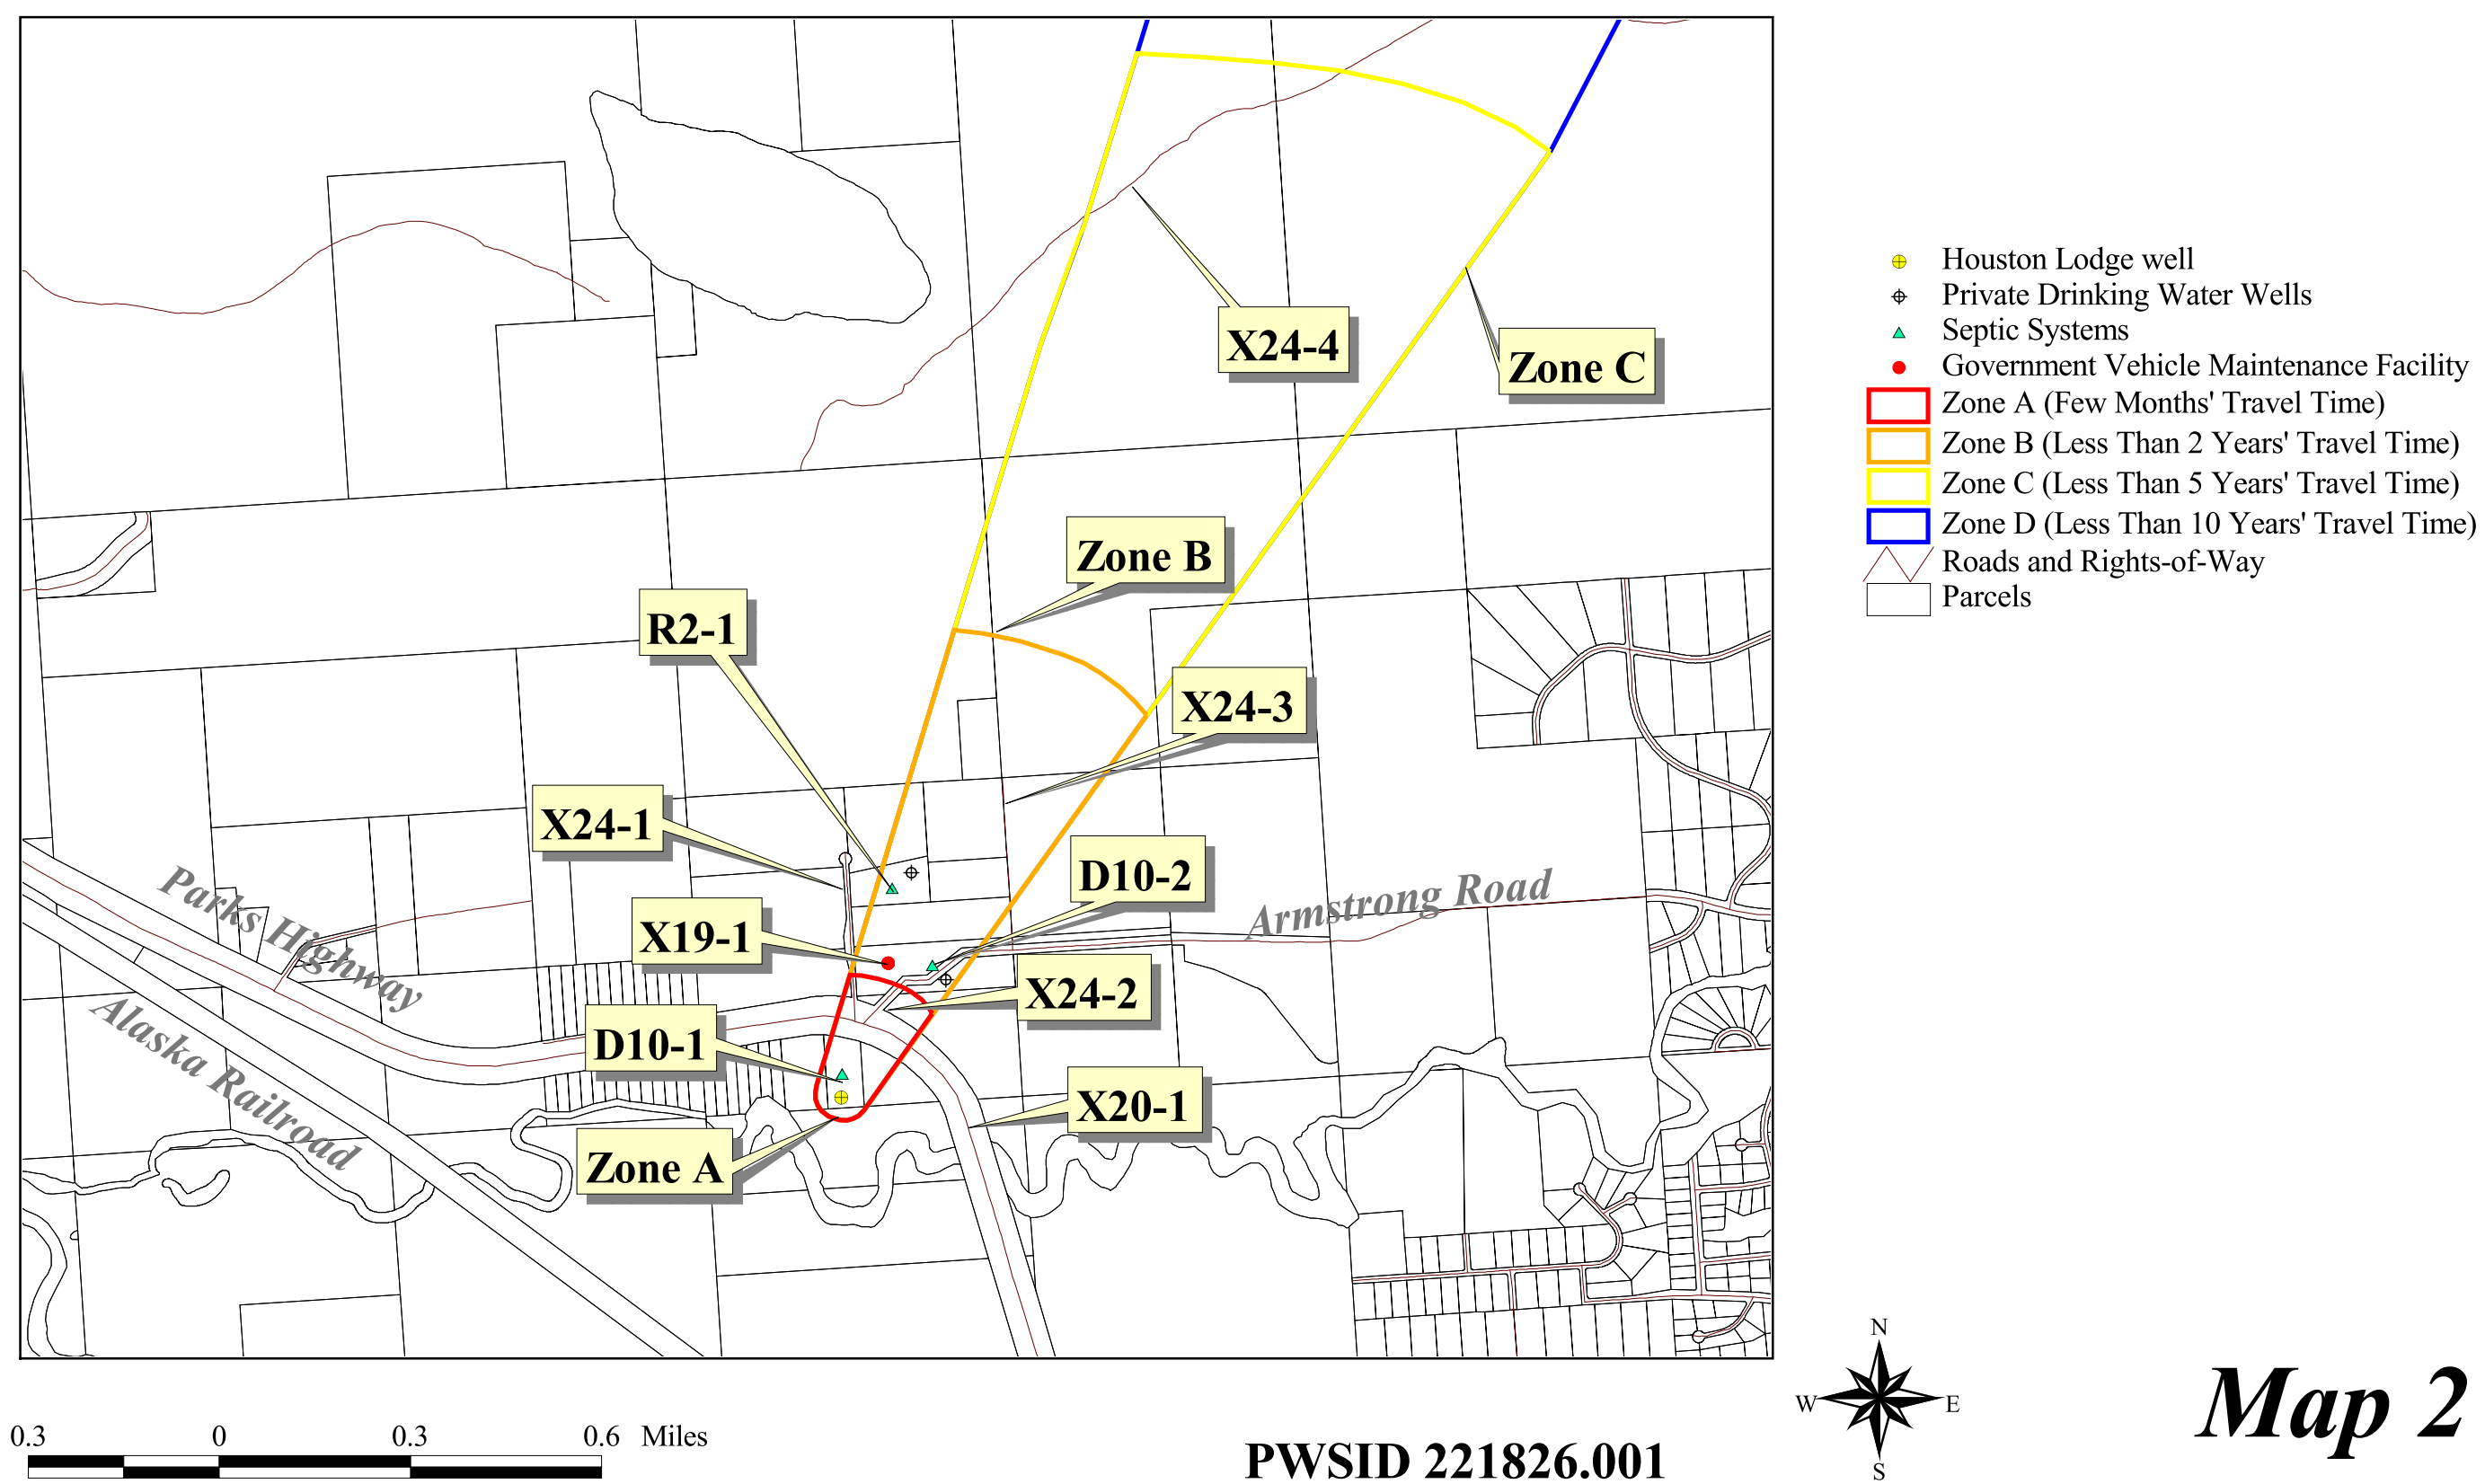 X24-4
Zone C
Zone B
R2-1
X24-3
X24-1
D10-2
X19-1
Armstrong Road
Parks Highway
X24-2
D10-1
Alaska Railroad
X20-1
Zone A
Houston Lodge well
Private Drinking Water Wells
Septic Systems
Government Vehicle Maintenance Facility
Zone A (Few Months' Travel Time)
Zone B (Less Than 2 Years' Travel Time)
Zone C (Less Than 5 Years' Travel Time)
Zone D (Less Than 10 Years' Travel Time)
Roads and Rights-of-Way
Parcels
N
W E
S
Map 2
0.3 0 0.3 0.6 Miles
PWSID 221826.001